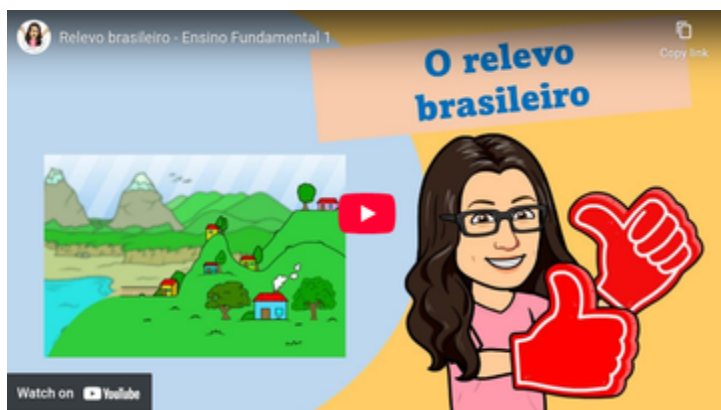 Relevo brasileiro - Ensino Fundamental 1
Copy link
O relevo
brasileiro
Watch on YouTube